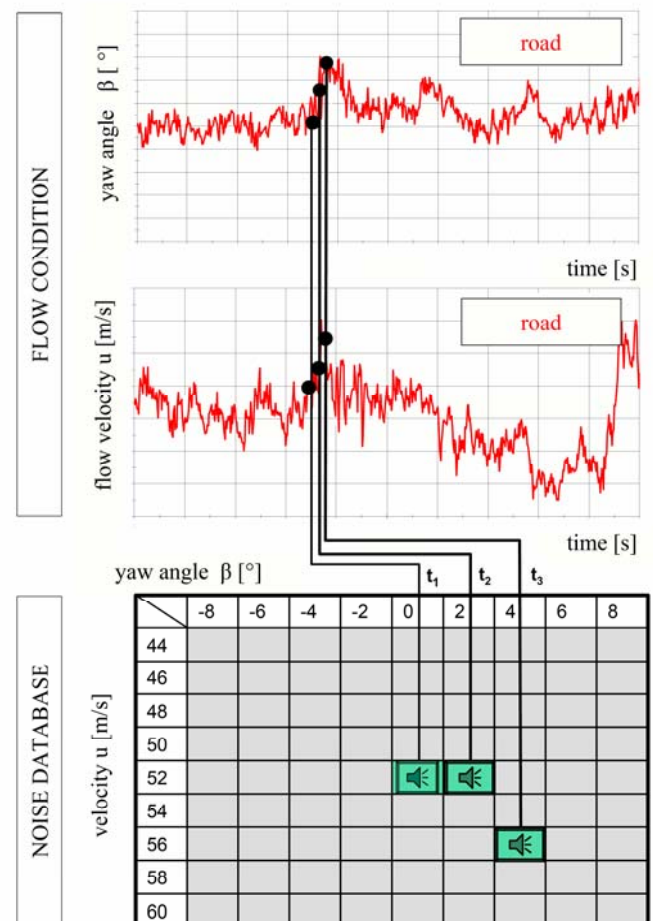 FLOW CONDITION
yaw angle β [ °]
road
time [s]
flow velocity u [m/s]
road
time [s]
yaw angle β [°]
t1 t2 t3
NOISE DATABASE
velocity u [m/s]
-8 -6 -4 -2 0 2 4 6 8
44
46
48
50
52
54
56
58
60